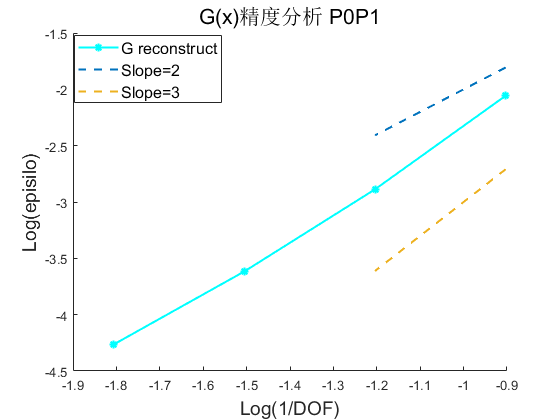 G(x)精度分析 P0P1
G reconstruct
Slope=2
Slope=3
-1.5
-2
-2.5
-3
-3.5
-4
-4.5
Log(episilo)
-1.9 -1.8 -1.7 -1.6 -1.5 -1.4 -1.3 -1.2 -1.1 -1 -0.9
Log(1/DOF)